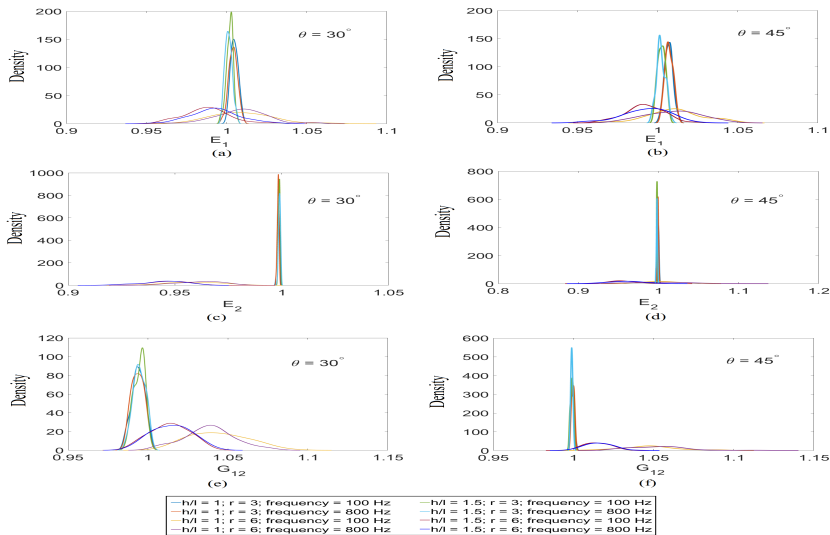 200
150
100
50
0
Density
θ = 30°
0.9 0.95 1 1.05 1.1
E1
(a)
200
150
100
50
0
Density
θ = 45°
0.9 0.95 1 1.05 1.1
E1
(b)
1000
800
600
400
200
0
Density
θ = 30°
0.9 0.95 1 1.05
E2
(c)
800
600
400
200
0
Density
θ = 45°
0.8 0.9 1 1.1 1.2
E2
(d)
120
100
80
60
40
20
0
Density
θ = 30°
0.95 1 1.05 1.1 1.15
G12
(e)
600
500
400
300
200
100
0
Density
θ = 45°
0.95 1 1.05 1.1 1.15
G12
(f)
h/l = 1; r = 3; frequency = 100 Hz
h/l = 1; r = 3; frequency = 800 Hz
h/l = 1; r = 6; frequency = 100 Hz
h/l = 1; r = 6; frequency = 800 Hz
h/l = 1.5; r = 3; frequency = 100 Hz
h/l = 1.5; r = 3; frequency = 800 Hz
h/l = 1.5; r = 6; frequency = 100 Hz
h/l = 1.5; r = 6; frequency = 800 Hz